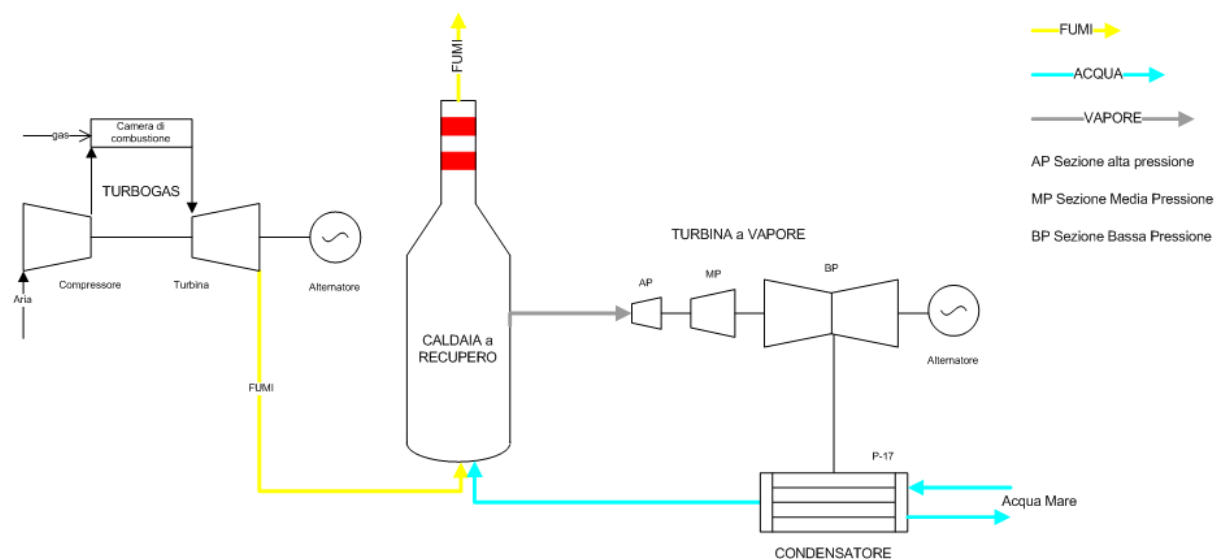 FUMI
gas
Camera di
combustione
TURBOGAS
Aria
Compressore
Turbina
Alternatore
FUMI
CALDAIA a
RECUPERO
TURBINA a VAPORE
AP
MP
BP
Alternatore
P-17
Acqua Mare
CONDENSATORE
FUMI
ACQUA
VAPORE
AP Sezione alta pressione
MP Sezione Media Pressione
BP Sezione Bassa Pressione